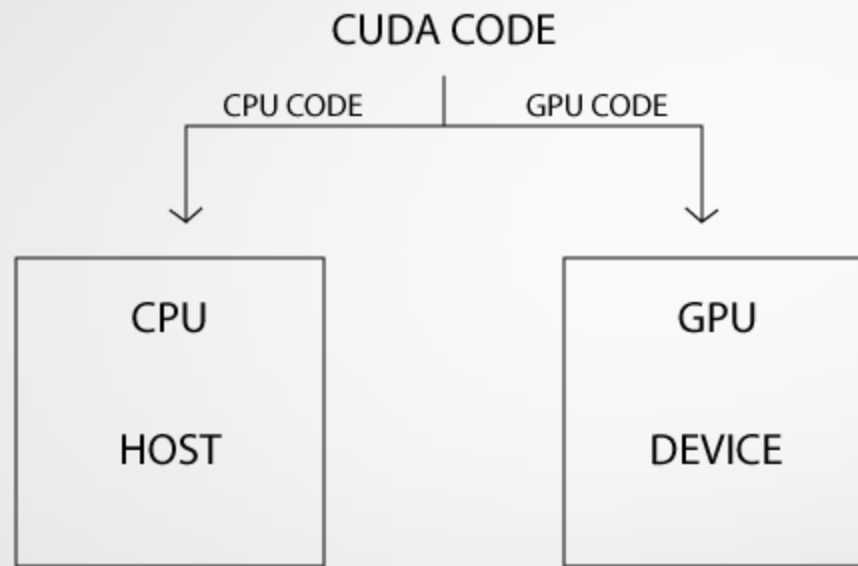 CUDA CODE
CPU CODE
GPU CODE
CPU
HOST
GPU
DEVICE